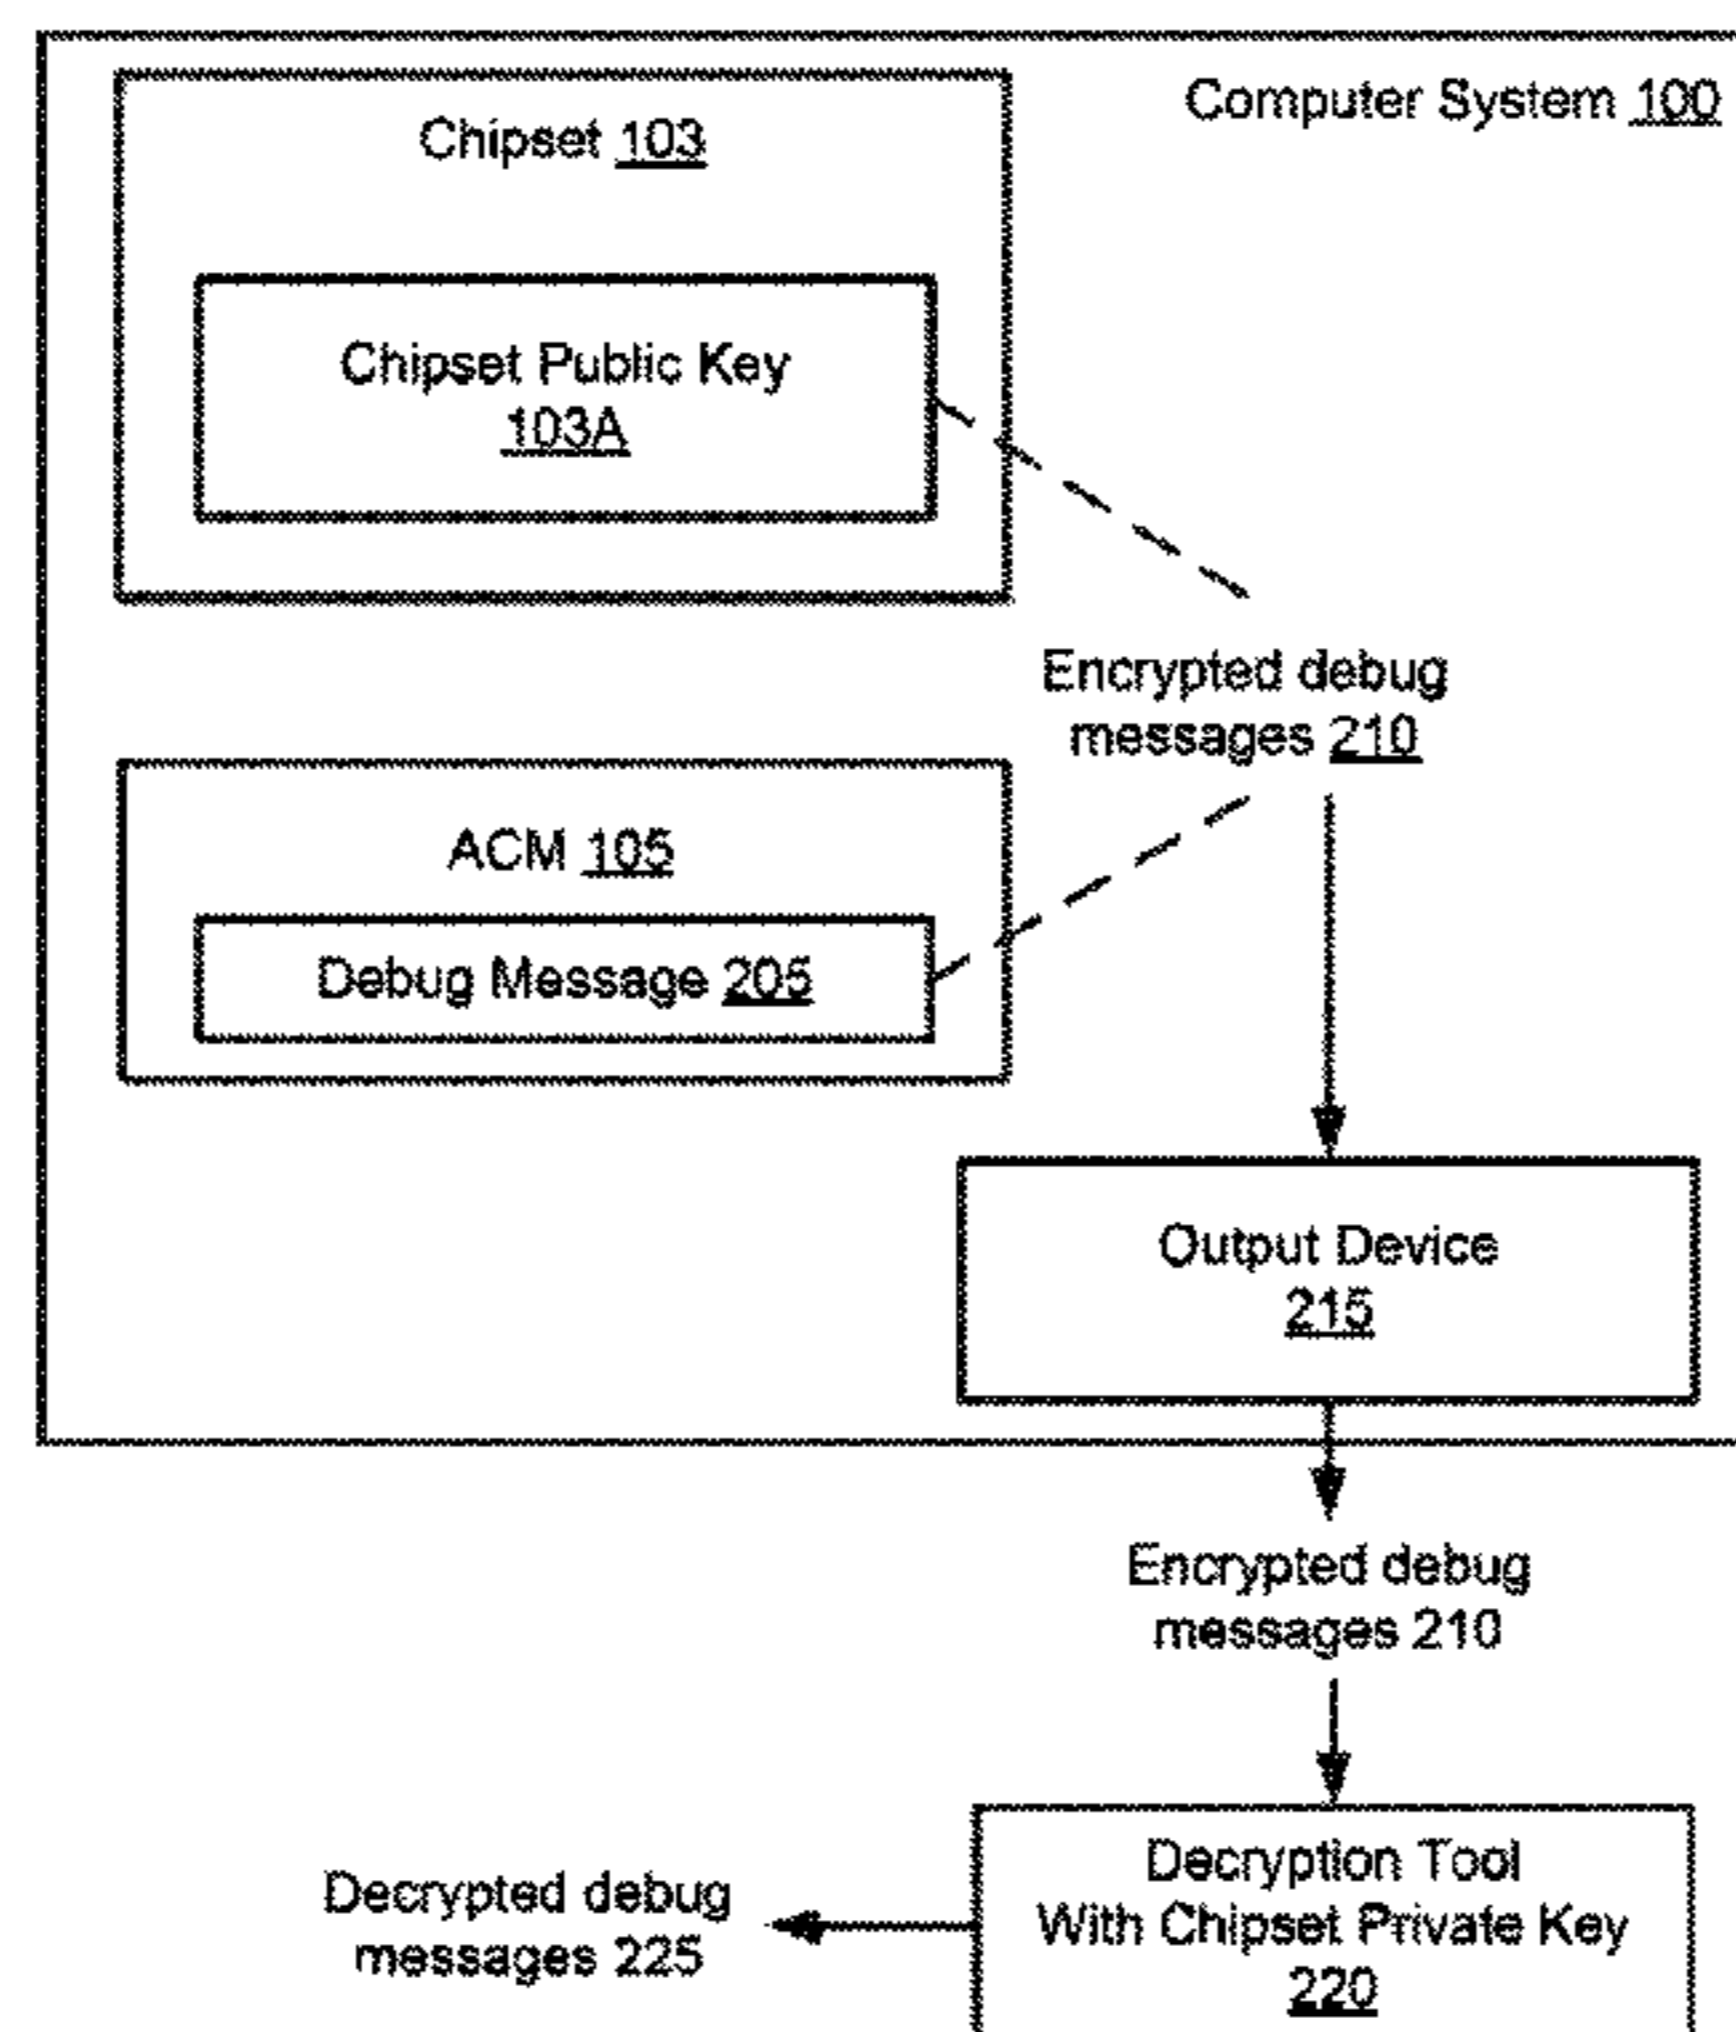 Computer System 100
Chipset 103
Chipset Public Key
103A
Encrypted debug
messages 210
ACM 105
Debug Message 205
Output Device
215
Encrypted debug
messages 210
Decryption Tool
With Chipset Private Key
220
Decrypted debug
messages 225